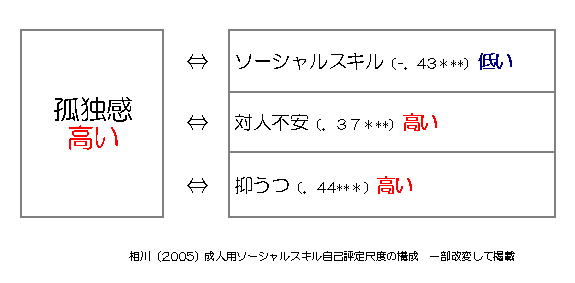 孤独感
高い
⇔ ソーシャルスキル (-．43＊**) 低い
⇔ 対人不安 (．３７＊**) 高い
⇔ 抑うつ (．44**＊) 高い
相川（2005）成人用ソーシャルスキル自己評定尺度の構成　一部改変して掲載